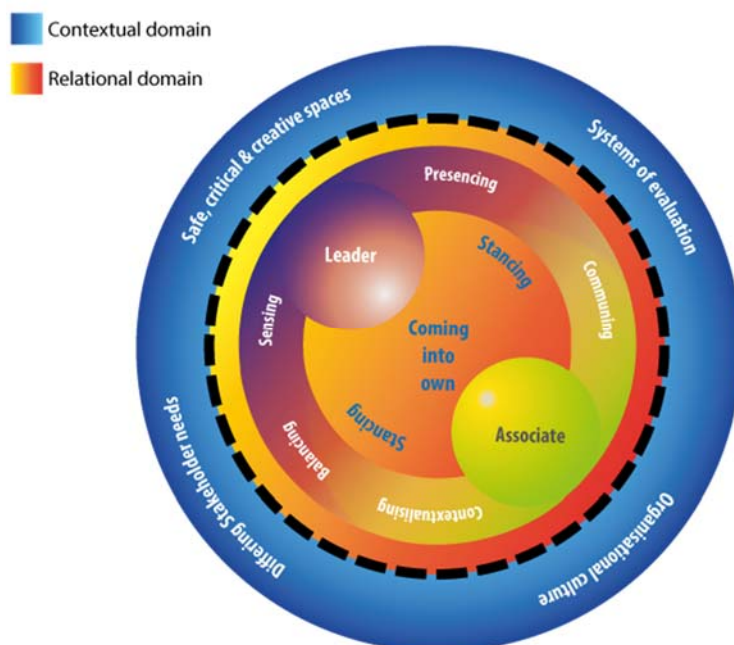 Contextual domain
Relational domain
Safe, critical & creative spaces
Systems of evaluation
Presencing
Leader
Stancing
Communing
Sensing
Coming
into
own
Stancing
Associate
Balancing
Contextualising
Differing Stakeholder needs
Organisational culture